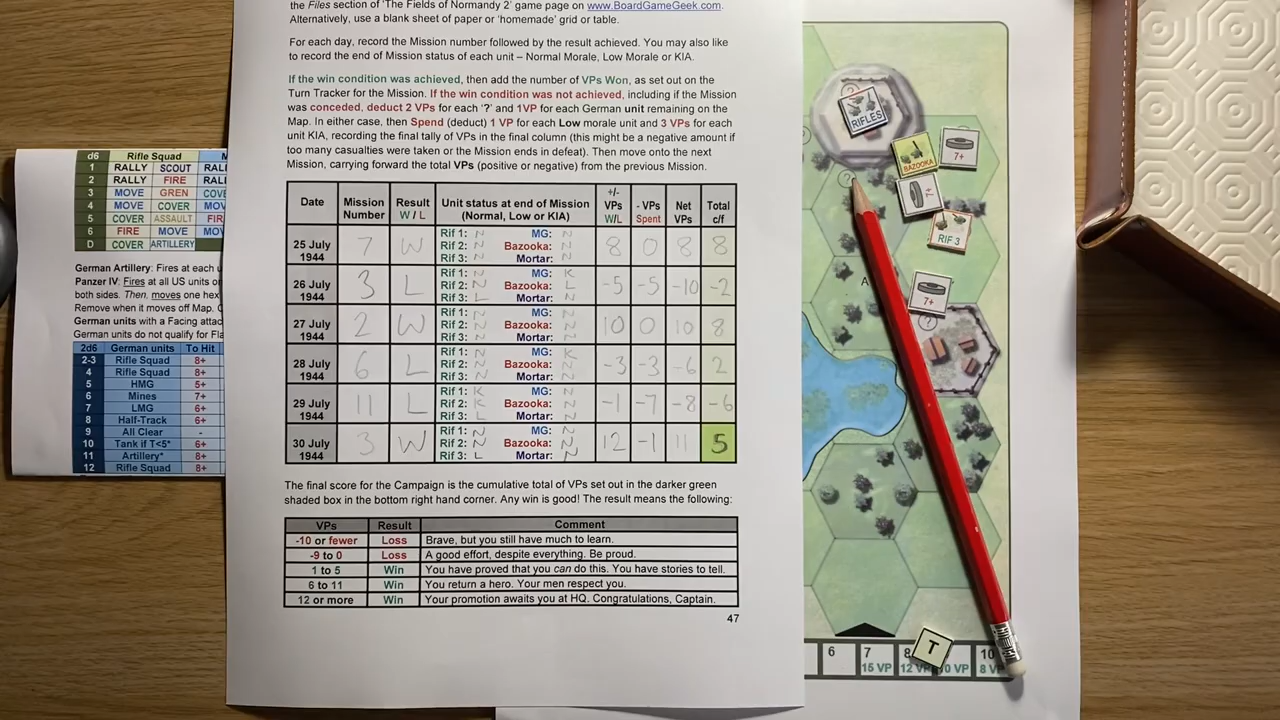 the Files section of 'The Fields of Normandy 2' game page on www.BoardGameGeek.com.
Alternatively, use a blank sheet of paper or 'homemade' grid or table.
For each day, record the Mission number followed by the result achieved. You may also like
to record the end of Mission status of each unit – Normal Morale, Low Morale or KIA.
If the win condition was achieved, then add the number of VPs Won, as set out on the
Turn Tracker for the Mission. If the win condition was not achieved, including if the Mission
was conceded, deduct 2 VPs for each '?' and 1VP for each German unit remaining on the
Map. In either case, then Spend (deduct) 1 VP for each Low morale unit and 3 VPs for each
unit KIA, recording the final tally of VPs in the final column (this might be a negative amount if
too many casualties were taken or the Mission ends in defeat). Then move onto the next
Mission, carrying forward the total VPs (positive or negative) from the previous Mission.
Date Mission Number Result W / L Unit status at end of Mission (Normal, Low or KIA) +/- VPs W/L - VPs Spent Net VPs Total c/f
25 July 1944 7 W Rif 1: N MG: N 8 0 8 8
Rif 2: N Bazooka: N
Rif 3: N Mortar: N
26 July 1944 3 L Rif 1: N MG: K -5 -5 -10 -2
Rif 2: N Bazooka: L
Rif 3: L Mortar: N
27 July 1944 2 W Rif 1: N MG: N 10 0 10 8
Rif 2: N Bazooka: N
Rif 3: N Mortar: N
28 July 1944 6 L Rif 1: N MG: K -3 -3 -6 2
Rif 2: N Bazooka: N
Rif 3: N Mortar: N
29 July 1944 11 L Rif 1: K MG: N -1 -7 -8 -6
Rif 2: K Bazooka: N
Rif 3: L Mortar: N
30 July 1944 3 W Rif 1: N MG: N 12 -1 11 5
Rif 2: N Bazooka: N
Rif 3: L Mortar: N
The final score for the Campaign is the cumulative total of VPs set out in the darker green
shaded box in the bottom right hand corner. Any win is good! The result means the following:
VPs Result Comment
-10 or fewer Loss Brave, but you still have much to learn.
-9 to 0 Loss A good effort, despite everything. Be proud.
1 to 5 Win You have proved that you can do this. You have stories to tell.
6 to 11 Win You return a hero. Your men respect you.
12 or more Win Your promotion awaits you at HQ. Congratulations, Captain.
47
d6 Rifle Squad
1 RALLY SCOUT
2 RALLY FIRE
3 MOVE GREN
4 MOVE COVER
5 COVER ASSAULT
6 FIRE MOVE
D COVER ARTILLERY
German Artillery: Fires at each
Panzer IV: Fires at all US units
both sides. Then, moves one hex
Remove when it moves off Map.
German units with a Facing
German units do not qualify for
2d6 German units To Hit
2-3 Rifle Squad 8+
4 Rifle Squad 8+
5 HMG 5+
6 Mines 7+
7 LMG 6+
8 Half-Track 6+
9 All Clear -
10 Tank if T<5* 6+
11 Artillery* 6+
12 Rifle Squad 8+
?
RIFLES
BAZOOKA
7+
?
7+
RIF 3
A
7+
?
T
6 7 8 10
15 VP 12 VP 8 VP